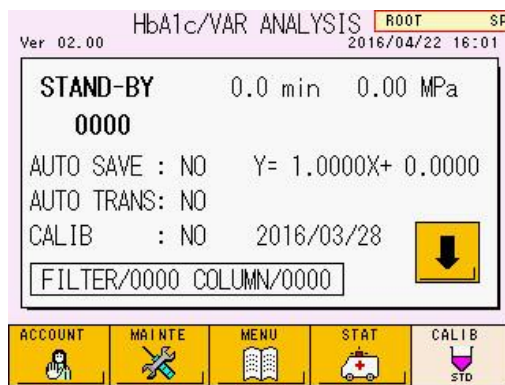 HbA1c/VAR ANALYSIS ROOT SP
Ver 02.00 2016/04/22 16:01
STAND-BY 0.0 min 0.00 MPa
0000
AUTO SAVE : NO Y= 1.0000X+ 0.0000
AUTO TRANS: NO
CALIB : NO 2016/03/28
FILTER/0000 COLUMN/0000
ACCOUNT MAINTE MENU STAT CALIB
STD